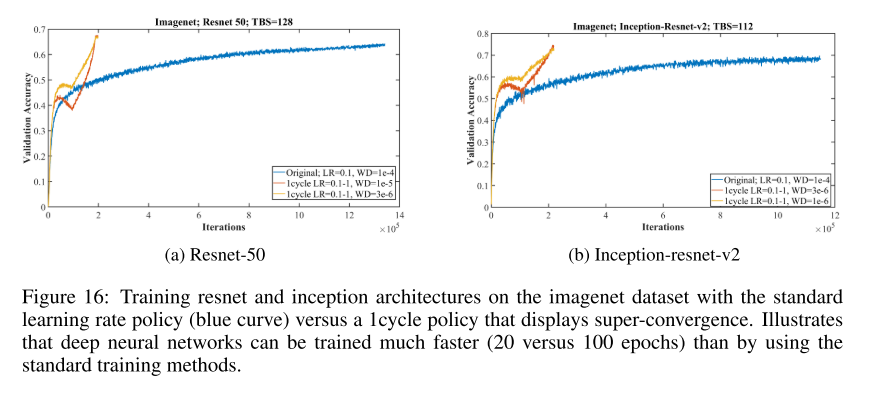 Imagenet; Resnet 50; TBS=128
0.7
0.6
0.5
0.4
0.3
0.2
0.1
0
Validation Accuracy
Original; LR=0.1, WD=1e-4
1cycle LR=0.1-1, WD=1e-5
1cycle LR=0.1-1, WD=3e-6
0 2 4 6 8 10 12 14
Iterations
×10^5
(a) Resnet-50
Imagenet; Inception-Resnet-v2; TBS=112
0.8
0.7
0.6
0.5
0.4
0.3
0.2
0.1
0
Validation Accuracy
Original; LR=0.1, WD=1e-4
1cycle LR=0.1-1, WD=3e-6
1cycle LR=0.1-1, WD=1e-6
0 2 4 6 8 10 12
Iterations
×10^5
(b) Inception-resnet-v2
Figure 16: Training resnet and inception architectures on the imagenet dataset with the standard
learning rate policy (blue curve) versus a 1cycle policy that displays super-convergence. Illustrates
that deep neural networks can be trained much faster (20 versus 100 epochs) than by using the
standard training methods.